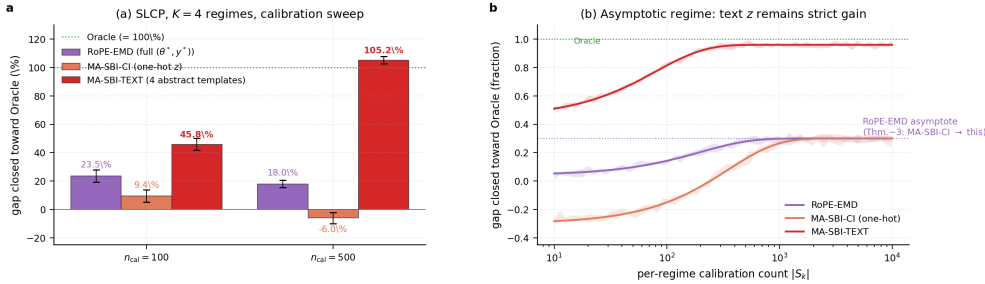 a
(a) SLCP, K = 4 regimes, calibration sweep
gap closed toward Oracle (\%)
120
100
80
60
40
20
0
−20
Oracle (= 100\%)
RoPE-EMD (full (θ*, y*))
MA-SBI-CI (one-hot z)
MA-SBI-TEXT (4 abstract templates)
23.5\%
9.4\%
45.8\%
18.0\%
-6.0\%
105.2\%
n_cal = 100
n_cal = 500
b
(b) Asymptotic regime: text z remains strict gain
gap closed toward Oracle (fraction)
1.0
0.8
0.6
0.4
0.2
0.0
−0.2
−0.4
Oracle
RoPE-EMD asymptote
(Thm.~3: MA-SBI-CI → this)
RoPE-EMD
MA-SBI-CI (one-hot)
MA-SBI-TEXT
10¹
10²
10³
10⁴
per-regime calibration count |S_k|